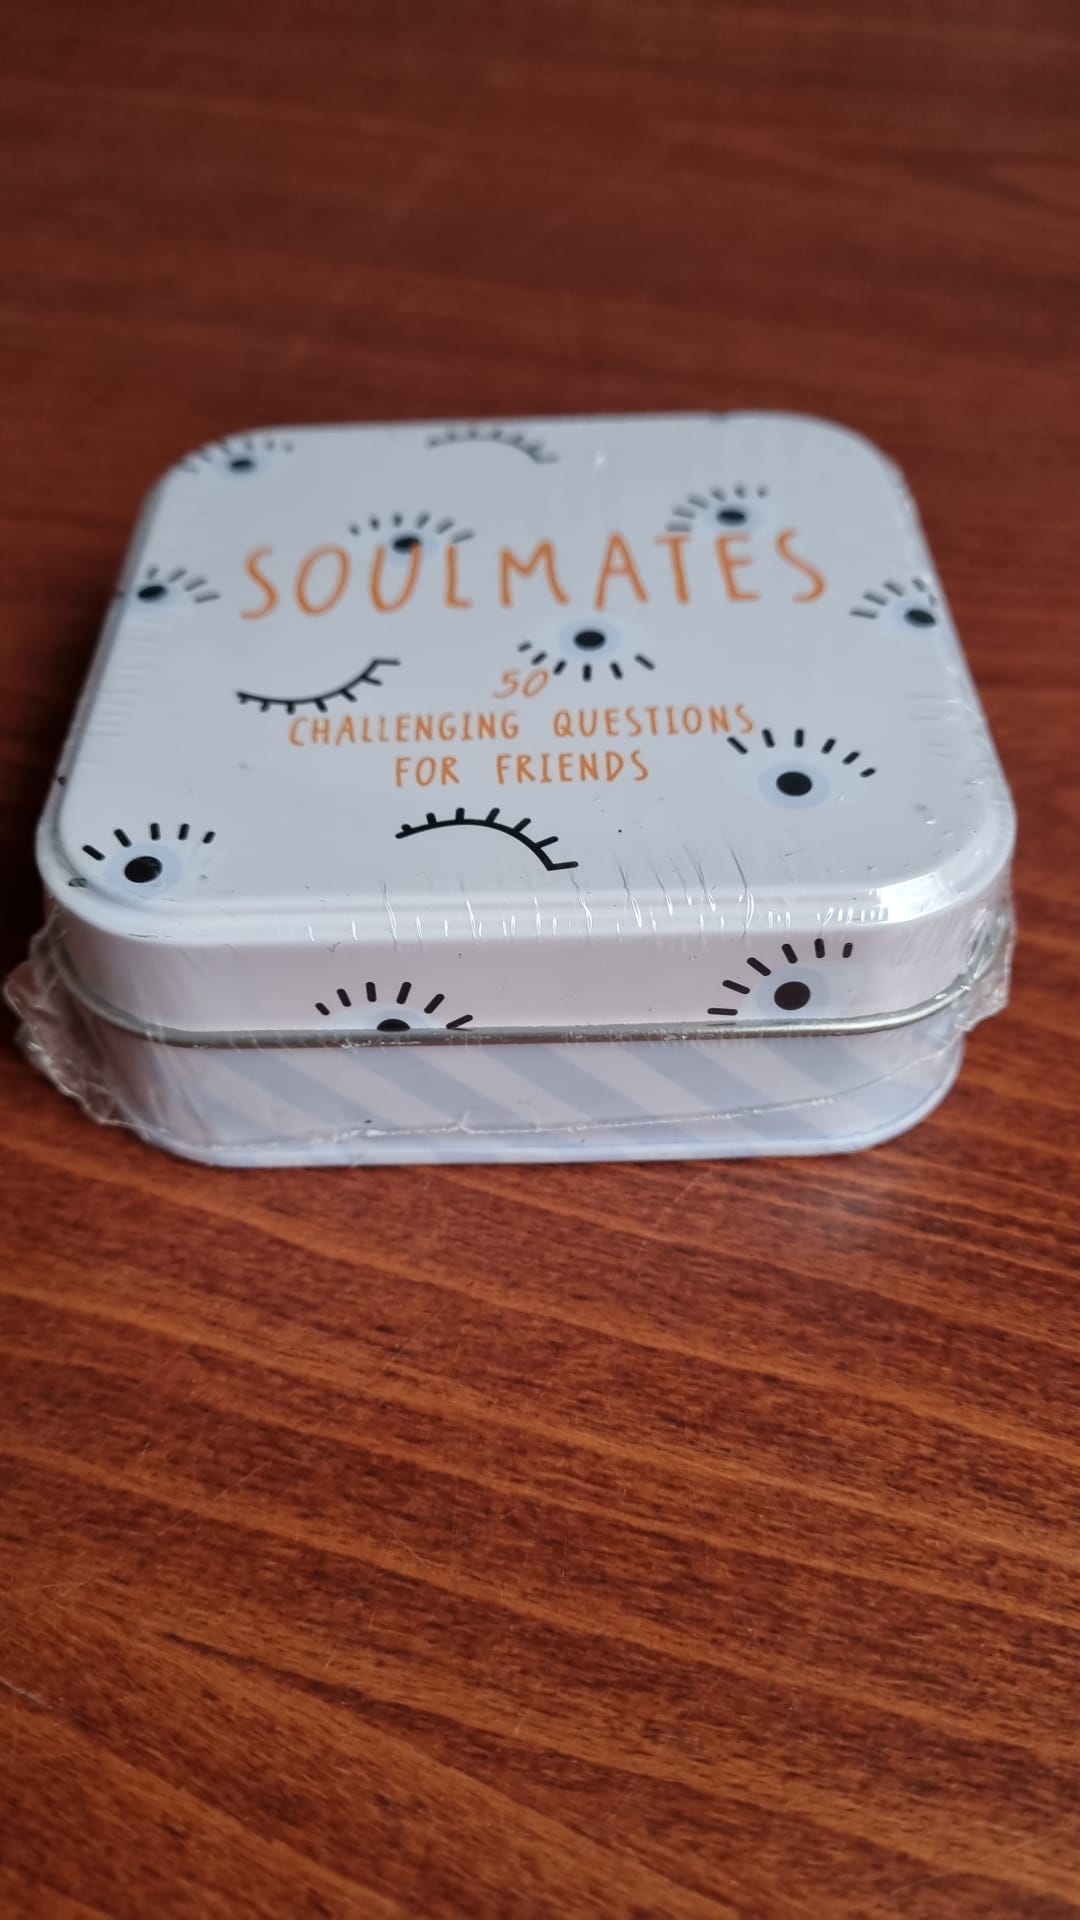 SOULMATES
50
CHALLENGING QUESTIONS
FOR FRIENDS